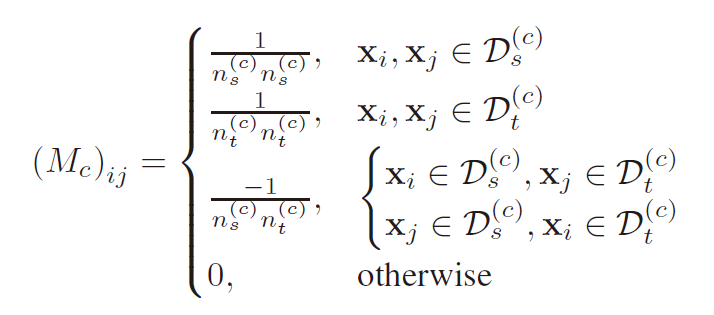 $(M_c)_{ij} = \begin{cases} \frac{1}{n_s^{(c)} n_s^{(c)}}, & \mathbf{x}_i, \mathbf{x}_j \in \mathcal{D}_s^{(c)} \\ \frac{1}{n_t^{(c)} n_t^{(c)}}, & \mathbf{x}_i, \mathbf{x}_j \in \mathcal{D}_t^{(c)} \\ \frac{-1}{n_s^{(c)} n_t^{(c)}}, & \begin{cases} \mathbf{x}_i \in \mathcal{D}_s^{(c)}, \mathbf{x}_j \in \mathcal{D}_t^{(c)} \\ \mathbf{x}_j \in \mathcal{D}_s^{(c)}, \mathbf{x}_i \in \mathcal{D}_t^{(c)} \end{cases} \\ 0, & \text{otherwise} \end{cases}$